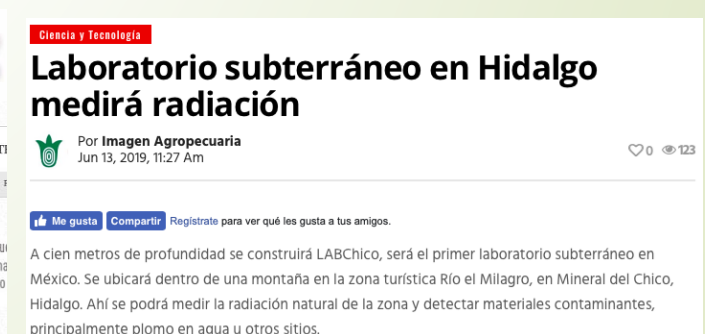 Ciencia y Tecnología
Laboratorio subterráneo en Hidalgo
medirá radiación
Por Imagen Agropecuaria
Jun 13, 2019, 11:27 Am
0 123
Me gusta Compartir Regístrate para ver qué les gusta a tus amigos.
A cien metros de profundidad se construirá LABChico, será el primer laboratorio subterráneo en
México. Se ubicará dentro de una montaña en la zona turística Río el Milagro, en Mineral del Chico,
Hidalgo. Ahí se podrá medir la radiación natural de la zona y detectar materiales contaminantes,
principalmente plomo en agua y otros sitios.